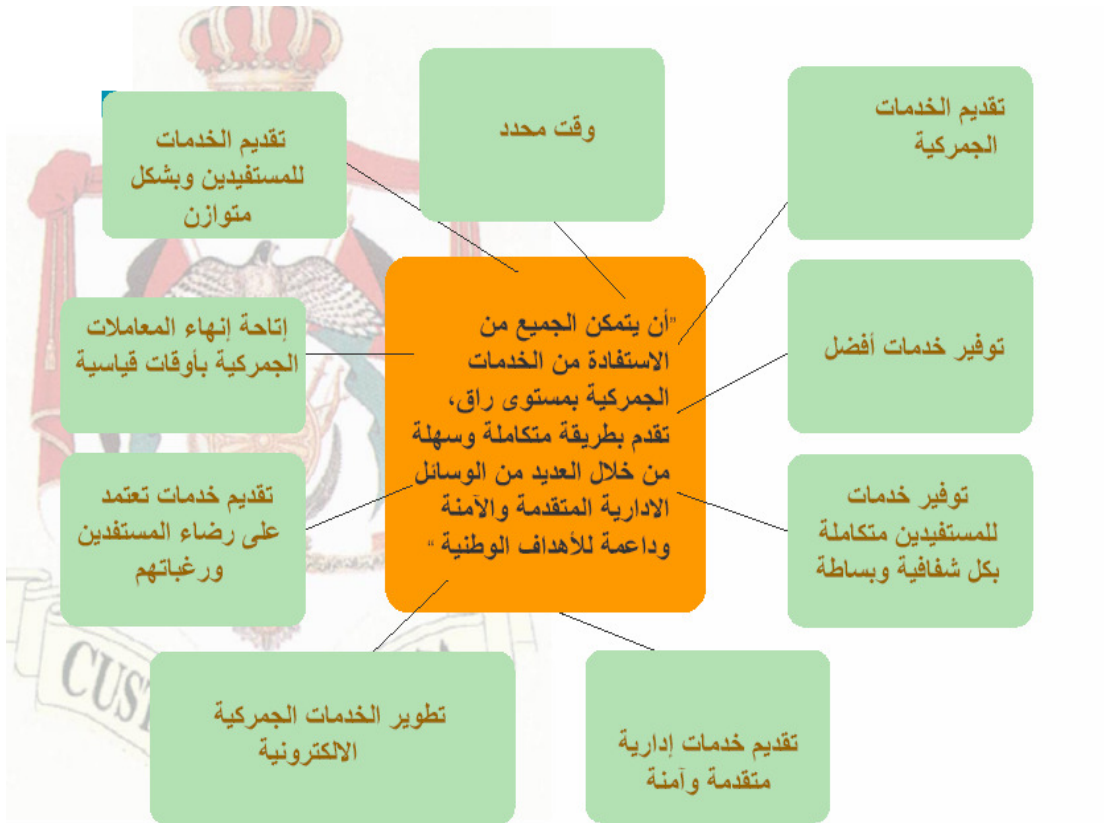 تقديم الخدمات
الجمركية
وقت محدد
تقديم الخدمات
للمستفيدين وبشكل
متوازن
توفير خدمات أفضل
إتاحة إنهاء المعاملات
الجمركية بأوقات قياسية
"أن يتمكن الجميع من
الاستفادة من الخدمات
الجمركية بمستوى راق،
تقدم بطريقة متكاملة وسهلة
من خلال العديد من الوسائل
الادارية المتقدمة والآمنة
وداعمة للأهداف الوطنية "
توفير خدمات
للمستفيدين متكاملة
بكل شفافية وبساطة
تقديم خدمات تعتمد
على رضاء المستفدين
ورغباتهم
تقديم خدمات إدارية
متقدمة وآمنة
تطوير الخدمات الجمركية
الالكترونية